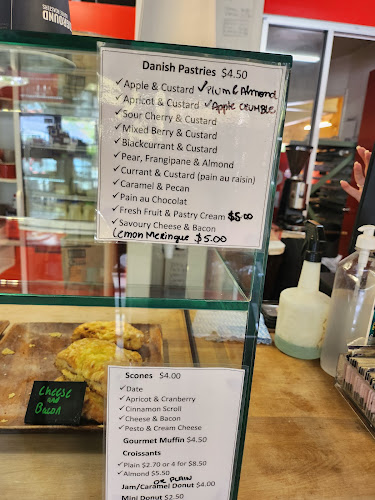 Danish Pastries $4.50
✓Apple & Custard ✓Plum & Almond
✓Apricot & Custard ✓Apple CRUMBLE
✓Sour Cherry & Custard
✓Mixed Berry & Custard
✓Blackcurrant & Custard
✓Pear, Frangipane & Almond
✓Currant & Custard (pain au raisin)
✓Caramel & Pecan
✓Pain au Chocolat
✓Fresh Fruit & Pastry Cream $5.00
✓Savoury Cheese & Bacon
Lemon Meringue $5.00
Cheese
and
Bacon
Scones $4.00
✓Date
✓Apricot & Cranberry
✓Cinnamon Scroll
✓Cheese & Bacon
✓Pesto & Cream Cheese
Gourmet Muffin $4.50
Croissants
✓Plain $2.70 or 4 for $8.50
✓Almond $5.50
OR PLAIN
Jam/Caramel Donut $4.00
Mini Donut $2.50